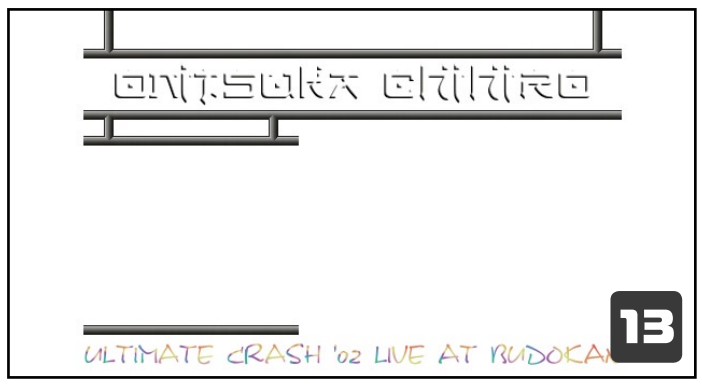 ONITSUKA CHIHIRO
ULTIMATE CRASH '02 LIVE AT BUDOKAN
13